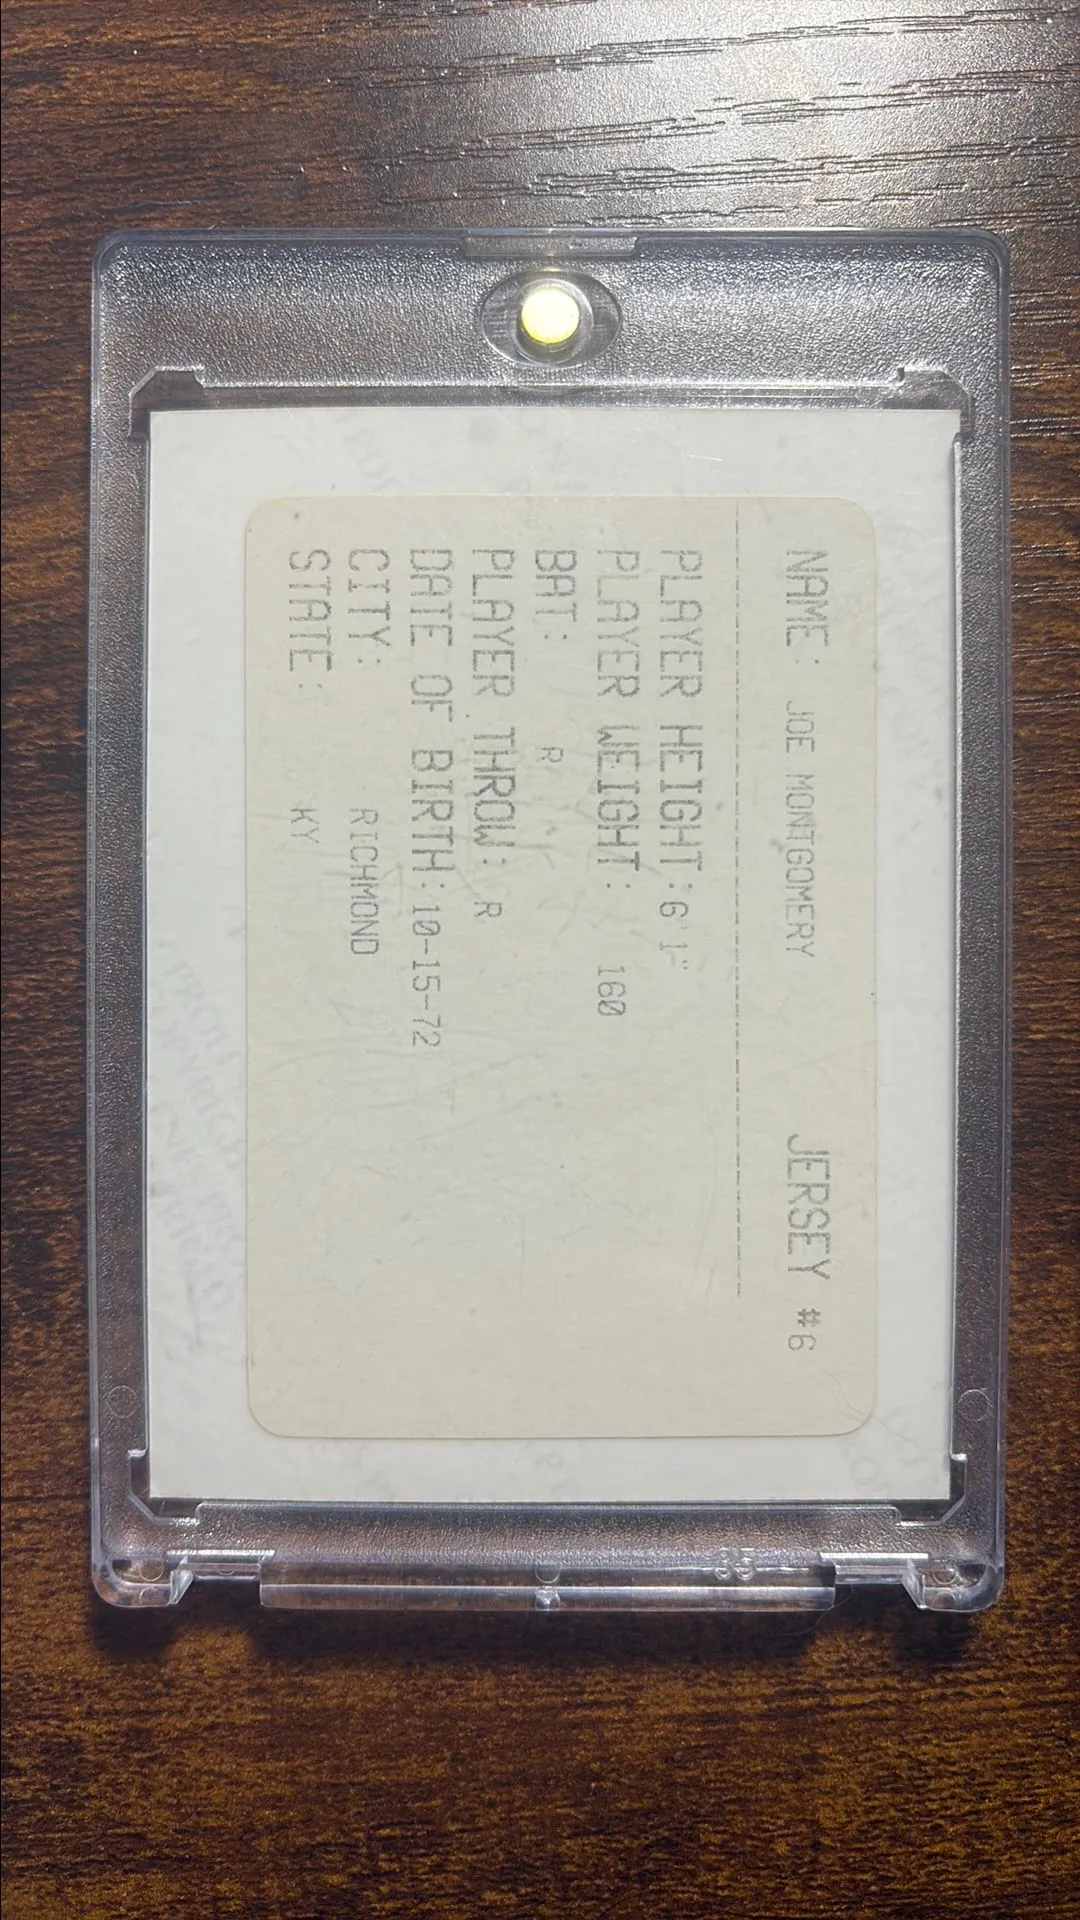 NAME: JOE MONTGOMERY JERSEY #6
PLAYER HEIGHT:6'1"
PLAYER WEIGHT: 160
BAT: R
PLAYER THROW: R
DATE OF BIRTH:10-15-72
CITY: RICHMOND
STATE: KY